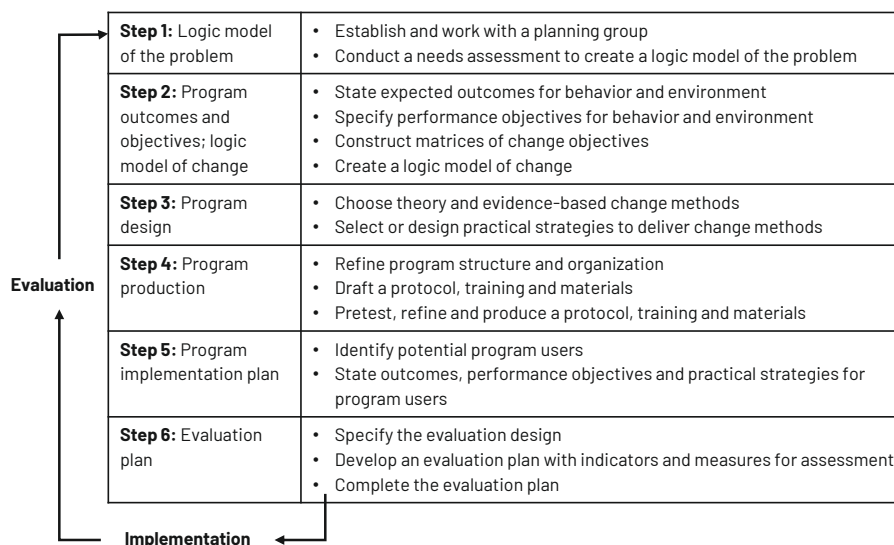 Step 1: Logic model
of the problem
• Establish and work with a planning group
• Conduct a needs assessment to create a logic model of the problem
Step 2: Program
outcomes and
objectives; logic
model of change
• State expected outcomes for behavior and environment
• Specify performance objectives for behavior and environment
• Construct matrices of change objectives
• Create a logic model of change
Step 3: Program
design
• Choose theory and evidence-based change methods
• Select or design practical strategies to deliver change methods
Step 4: Program
production
• Refine program structure and organization
• Draft a protocol, training and materials
• Pretest, refine and produce a protocol, training and materials
Evaluation
Step 5: Program
implementation plan
• Identify potential program users
• State outcomes, performance objectives and practical strategies for
program users
Step 6: Evaluation
plan
• Specify the evaluation design
• Develop an evaluation plan with indicators and measures for assessment
• Complete the evaluation plan
Implementation